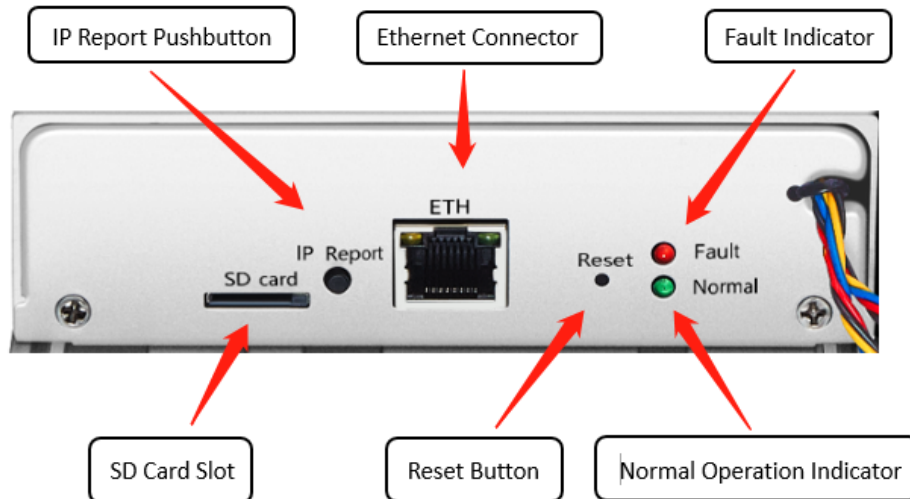 IP Report Pushbutton
Ethernet Connector
Fault Indicator
ETH
IP Report
SD card
Reset
Fault
Normal
SD Card Slot
Reset Button
Normal Operation Indicator